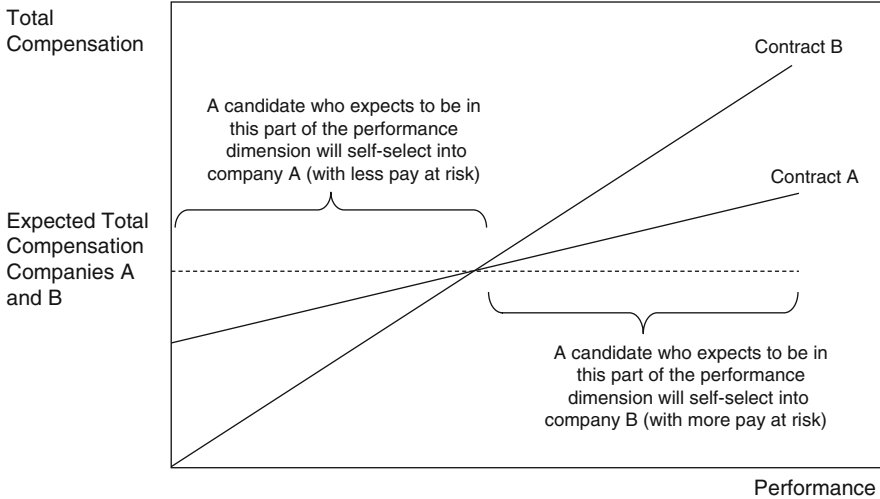 Total
Compensation
Contract B
A candidate who expects to be in
this part of the performance
dimension will self-select into
company A (with less pay at risk)
Contract A
Expected Total
Compensation
Companies A
and B
A candidate who expects to be in
this part of the performance
dimension will self-select into
company B (with more pay at risk)
Performance